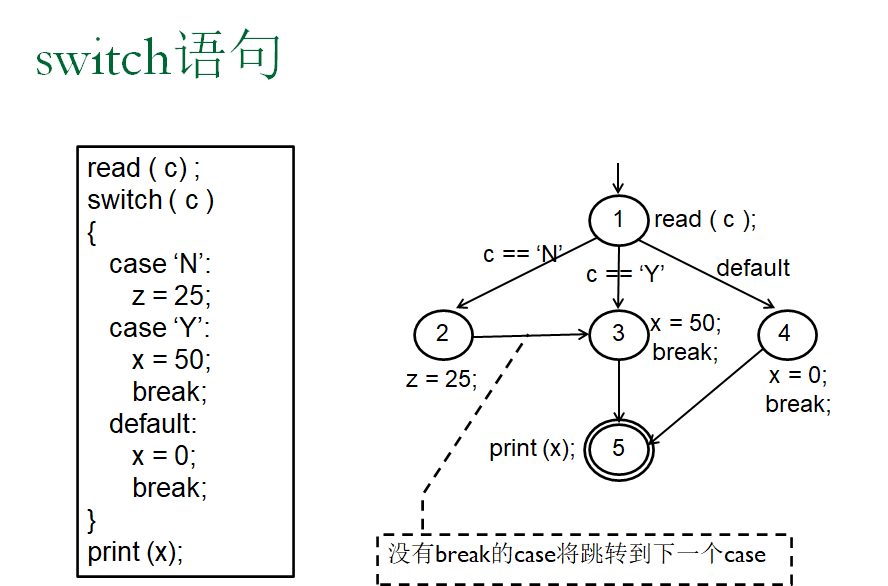 switch语句
read ( c) ;
switch ( c )
{
case ‘N’:
z = 25;
case ‘Y’:
x = 50;
break;
default:
x = 0;
break;
}
print (x);
1
read ( c );
c == ‘N’
c == ‘Y’
default
2
z = 25;
3
x = 50;
break;
4
x = 0;
break;
print (x);
5
没有break的case将跳转到下一个case